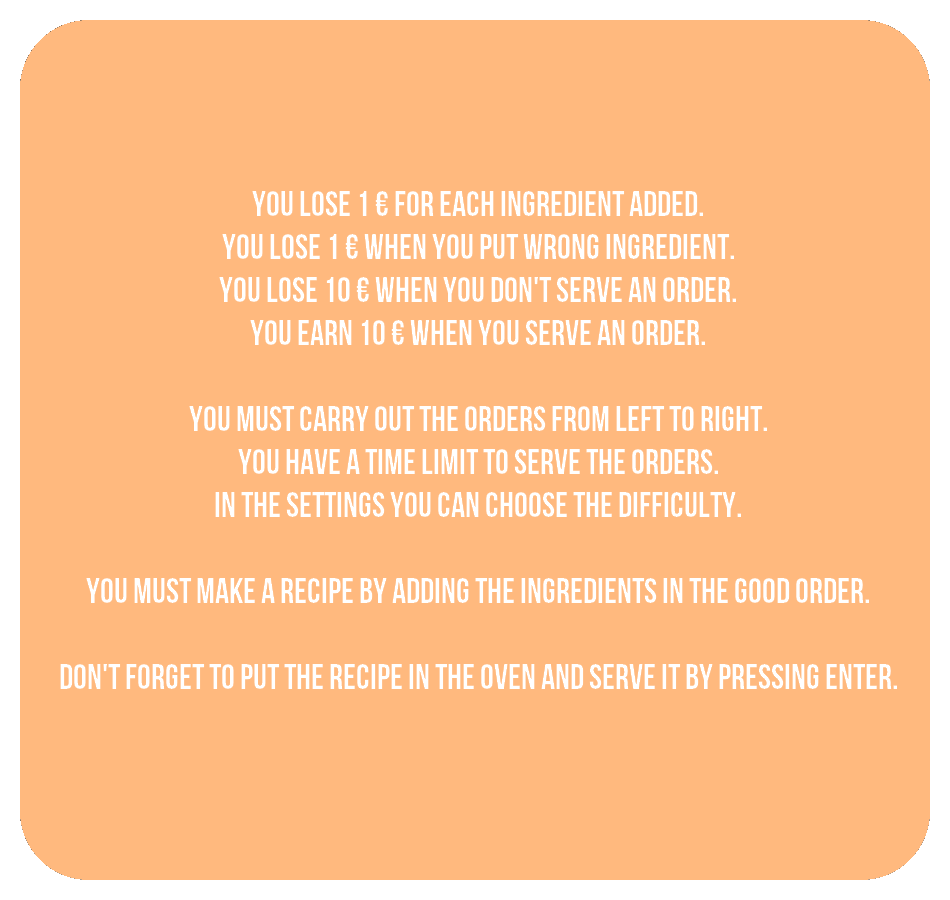 YOU LOSE 1 € FOR EACH INGREDIENT ADDED.
YOU LOSE 1 € WHEN YOU PUT WRONG INGREDIENT.
YOU LOSE 10 € WHEN YOU DON'T SERVE AN ORDER.
YOU EARN 10 € WHEN YOU SERVE AN ORDER.
YOU MUST CARRY OUT THE ORDERS FROM LEFT TO RIGHT.
YOU HAVE A TIME LIMIT TO SERVE THE ORDERS.
IN THE SETTINGS YOU CAN CHOOSE THE DIFFICULTY.
YOU MUST MAKE A RECIPE BY ADDING THE INGREDIENTS IN THE GOOD ORDER.
DON'T FORGET TO PUT THE RECIPE IN THE OVEN AND SERVE IT BY PRESSING ENTER.